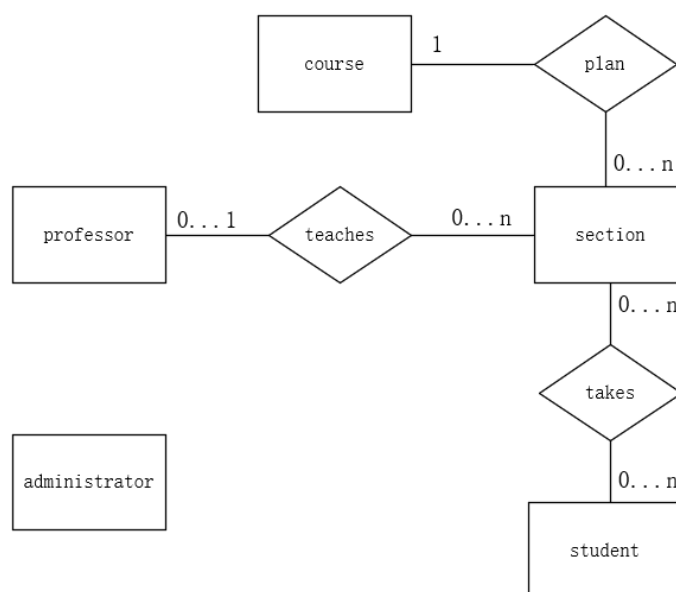 course
1
plan
0...n
professor
0...1
teaches
0...n
section
0...n
takes
administrator
0...n
student